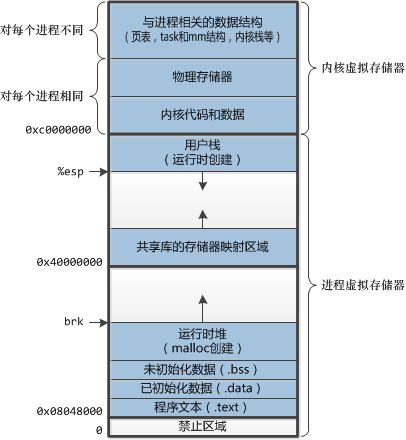 对每个进程不同
与进程相关的数据结构
（页表，task和mm结构，内核栈等）
内核虚拟存储器
对每个进程相同
物理存储器
内核代码和数据
0xc0000000
用户栈
（运行时创建）
%esp
共享库的存储器映射区域
0x40000000
进程虚拟存储器
brk
运行时堆
（malloc创建）
未初始化数据（.bss）
已初始化数据（.data）
程序文本（.text）
0x08048000
禁止区域
0